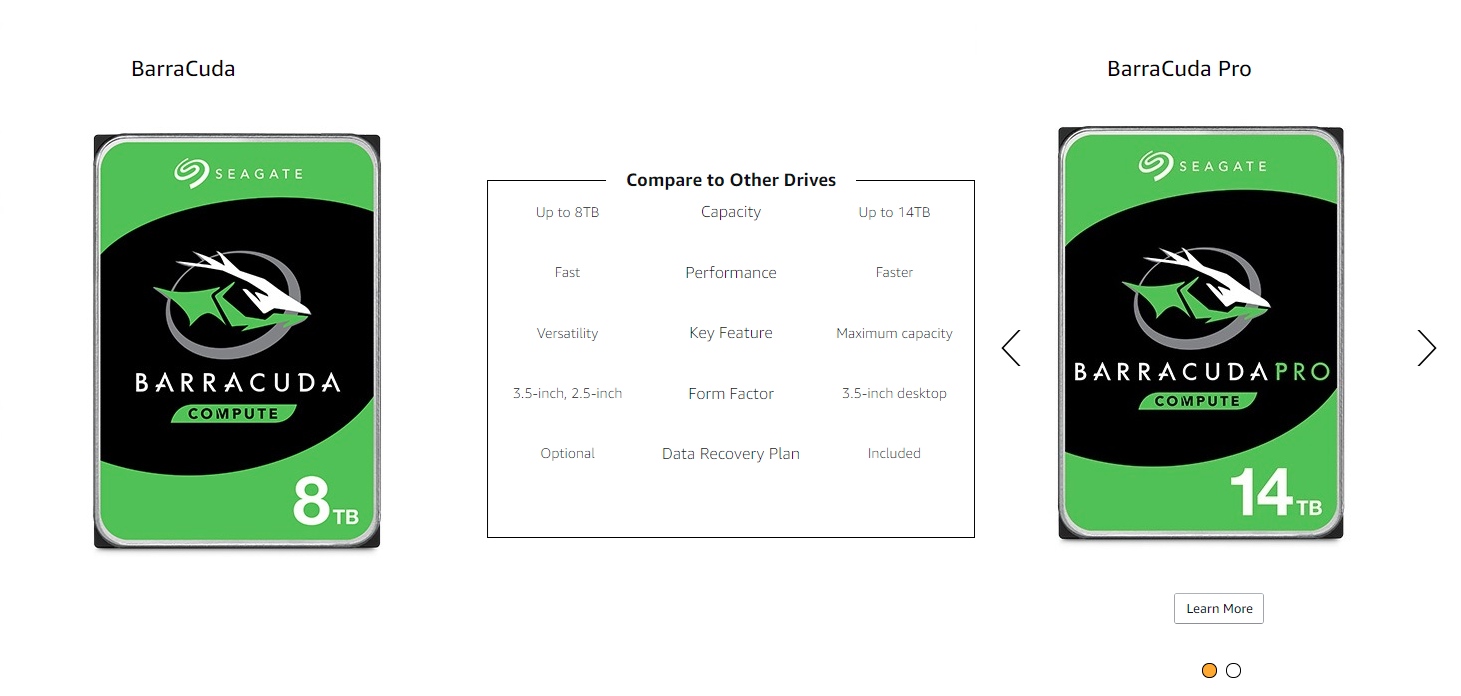 BarraCuda
BarraCuda Pro
SEAGATE
BARRACUDA
COMPUTE
8TB
Compare to Other Drives
Up to 8TB Capacity Up to 14TB
Fast Performance Faster
Versatility Key Feature Maximum capacity
3.5-inch, 2.5-inch Form Factor 3.5-inch desktop
Optional Data Recovery Plan Included
SEAGATE
BARRACUDAPRO
COMPUTE
14TB
Learn More